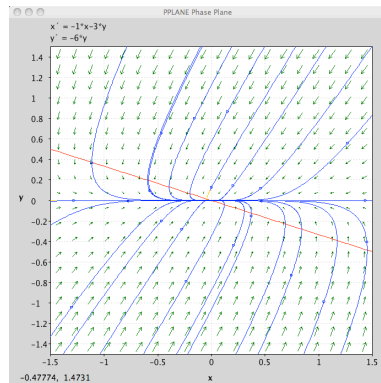 PPLANE Phase Plane
x´ = -1*x-3*y
y´ = -6*y
1.4
1.2
1
0.8
0.6
0.4
0.2
y
0
-0.2
-0.4
-0.6
-0.8
-1
-1.2
-1.4
-1.5 -1 -0.5 0 0.5 1 1.5
-0.47774, 1.4731 x